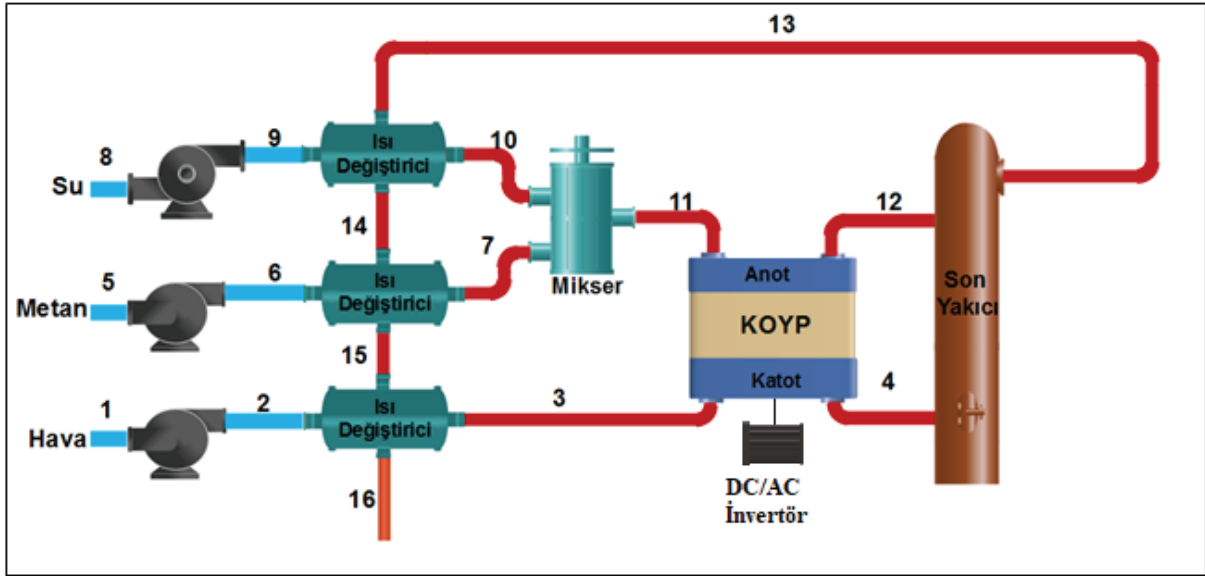 13
8
Su
9
Isı
Değiştirici
10
14
Mikser
11
12
5
Metan
6
Isı
Değiştirici
7
15
Anot
KOYP
Katot
Son
Yakıcı
1
Hava
2
Isı
Değiştirici
3
4
16
DC/AC
İnvertör